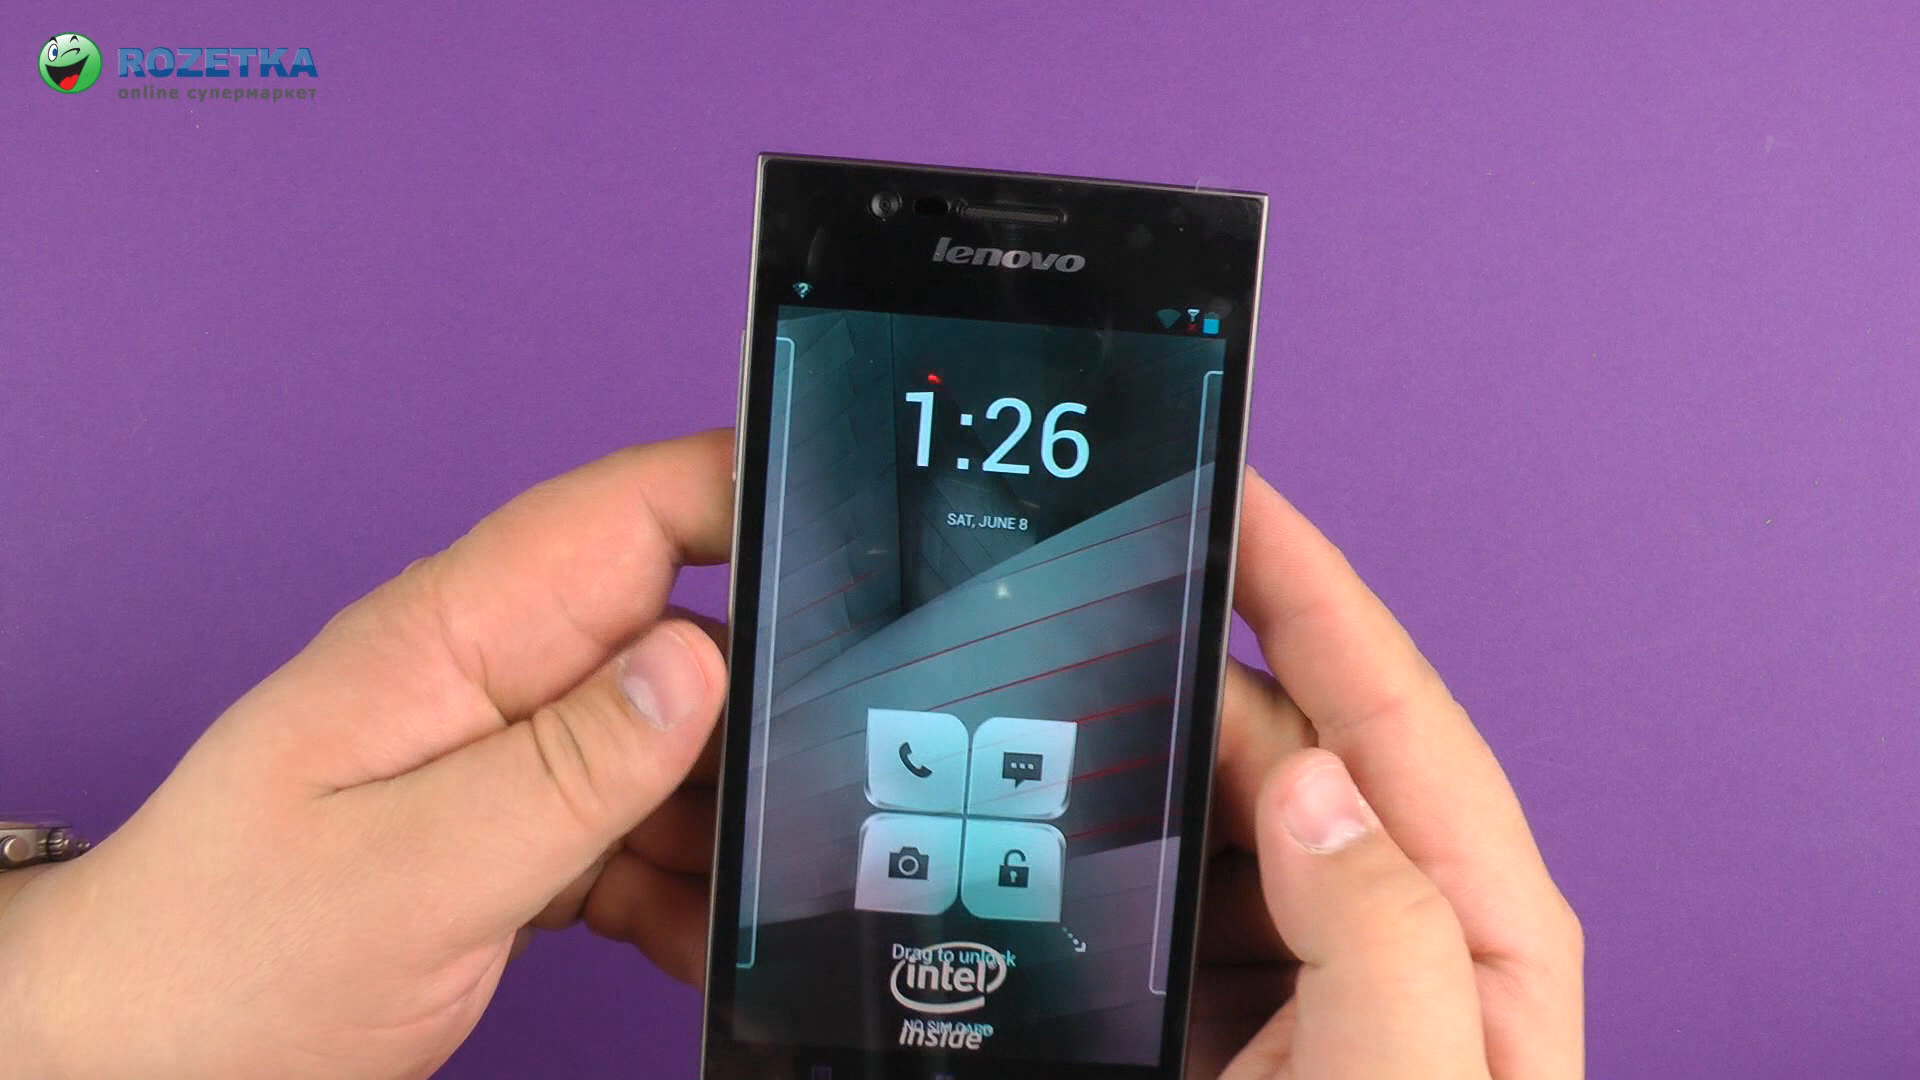 ROZETKA
online супермаркет
lenovo
1:26
SAT, JUNE 8
Drag to unlock
intel
NO SIM CARD
inside